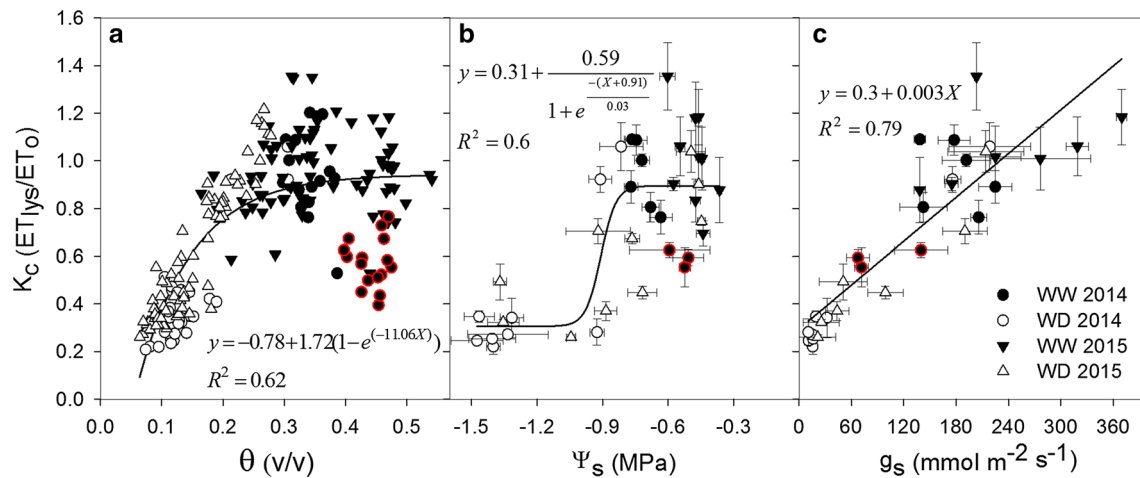 a
b
c
K_C (ET_lys/ET_O)
1.6
1.4
1.2
1.0
0.8
0.6
0.4
0.2
0.0
y = −0.78+1.72(1−e^(−11.06X))
R² = 0.62
0.0 0.1 0.2 0.3 0.4 0.5
θ (v/v)
y = 0.31+ 0.59 / 1+e^(−(X+0.91)/0.03)
R² = 0.6
-1.5 -1.2 -0.9 -0.6 -0.3
Ψ_S (MPa)
y = 0.3+0.003X
R² = 0.79
WW 2014
WD 2014
WW 2015
WD 2015
0 60 120 180 240 300 360
g_S (mmol m⁻² s⁻¹)